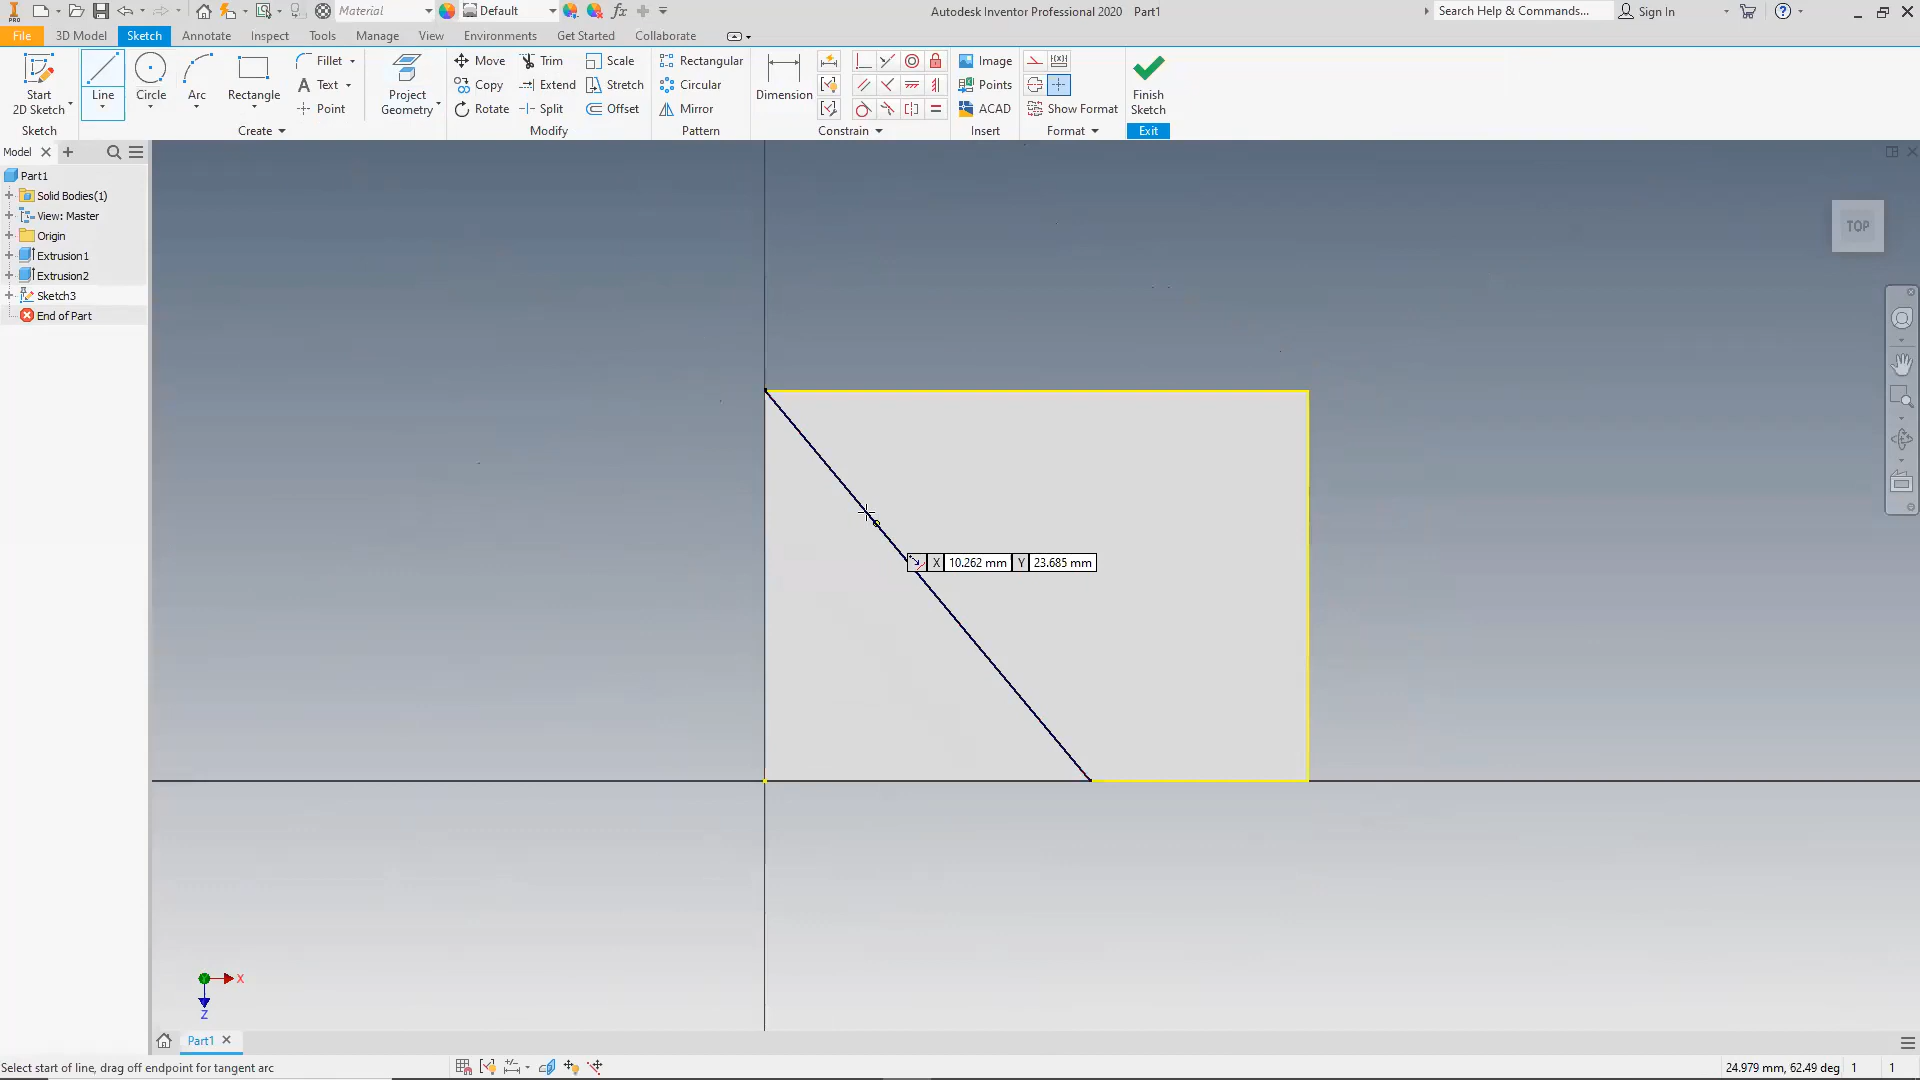 PRO Material Default Autodesk Inventor Professional 2020 Part1 Search Help & Commands... Sign In
File 3D Model Sketch Annotate Inspect Tools Manage View Environments Get Started Collaborate
Start 2D Sketch
Line
Circle
Arc
Rectangle
Fillet
Text
Point
Project Geometry
Move
Copy
Rotate
Trim
Extend
Split
Scale
Stretch
Offset
Rectangular
Circular
Mirror
Dimension
Image
Points
ACAD
Show Format
Finish Sketch
Sketch Create Modify Pattern Constrain Insert Format Exit
Model
Part1
Solid Bodies(1)
View: Master
Origin
Extrusion1
Extrusion2
Sketch3
End of Part
TOP
X 10.262 mm Y 23.685 mm
X
Z
Part1
Select start of line, drag off endpoint for tangent arc
24.979 mm, 62.49 deg 1 1